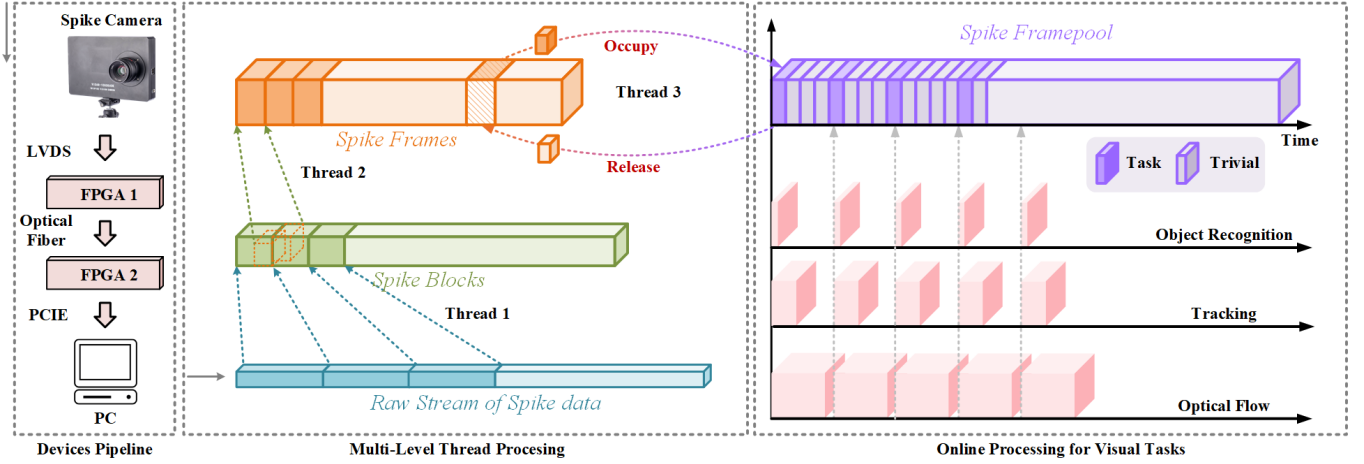 Spike Camera
LVDS
FPGA 1
Optical
Fiber
FPGA 2
PCIE
PC
Devices Pipeline
Occupy
Thread 3
Spike Frames
Release
Thread 2
Spike Blocks
Thread 1
Raw Stream of Spike data
Multi-Level Thread Procesing
Spike Framepool
Time
Task
Trivial
Object Recognition
Tracking
Optical Flow
Online Processing for Visual Tasks